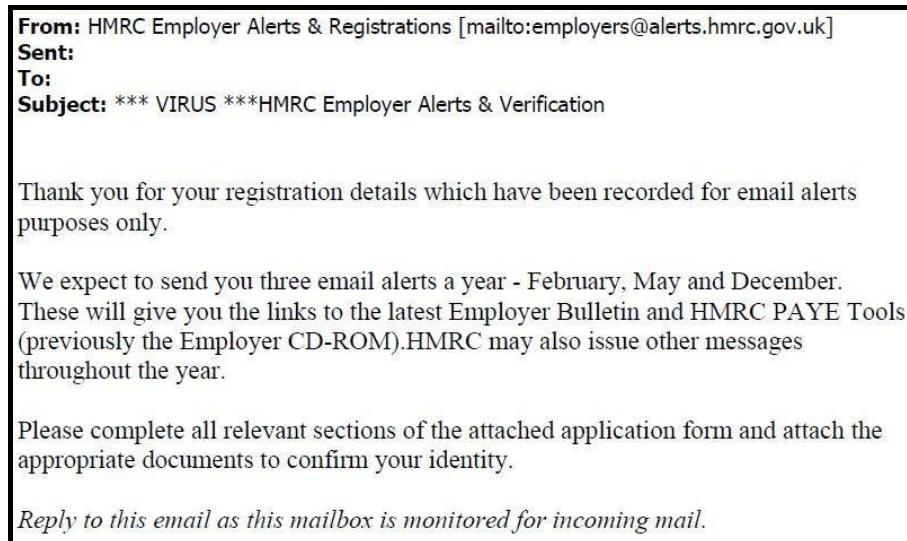 From: HMRC Employer Alerts & Registrations [mailto:employers@alerts.hmrc.gov.uk]
Sent:
To:
Subject: *** VIRUS ***HMRC Employer Alerts & Verification
Thank you for your registration details which have been recorded for email alerts
purposes only.
We expect to send you three email alerts a year - February, May and December.
These will give you the links to the latest Employer Bulletin and HMRC PAYE Tools
(previously the Employer CD-ROM).HMRC may also issue other messages
throughout the year.
Please complete all relevant sections of the attached application form and attach the
appropriate documents to confirm your identity.
Reply to this email as this mailbox is monitored for incoming mail.